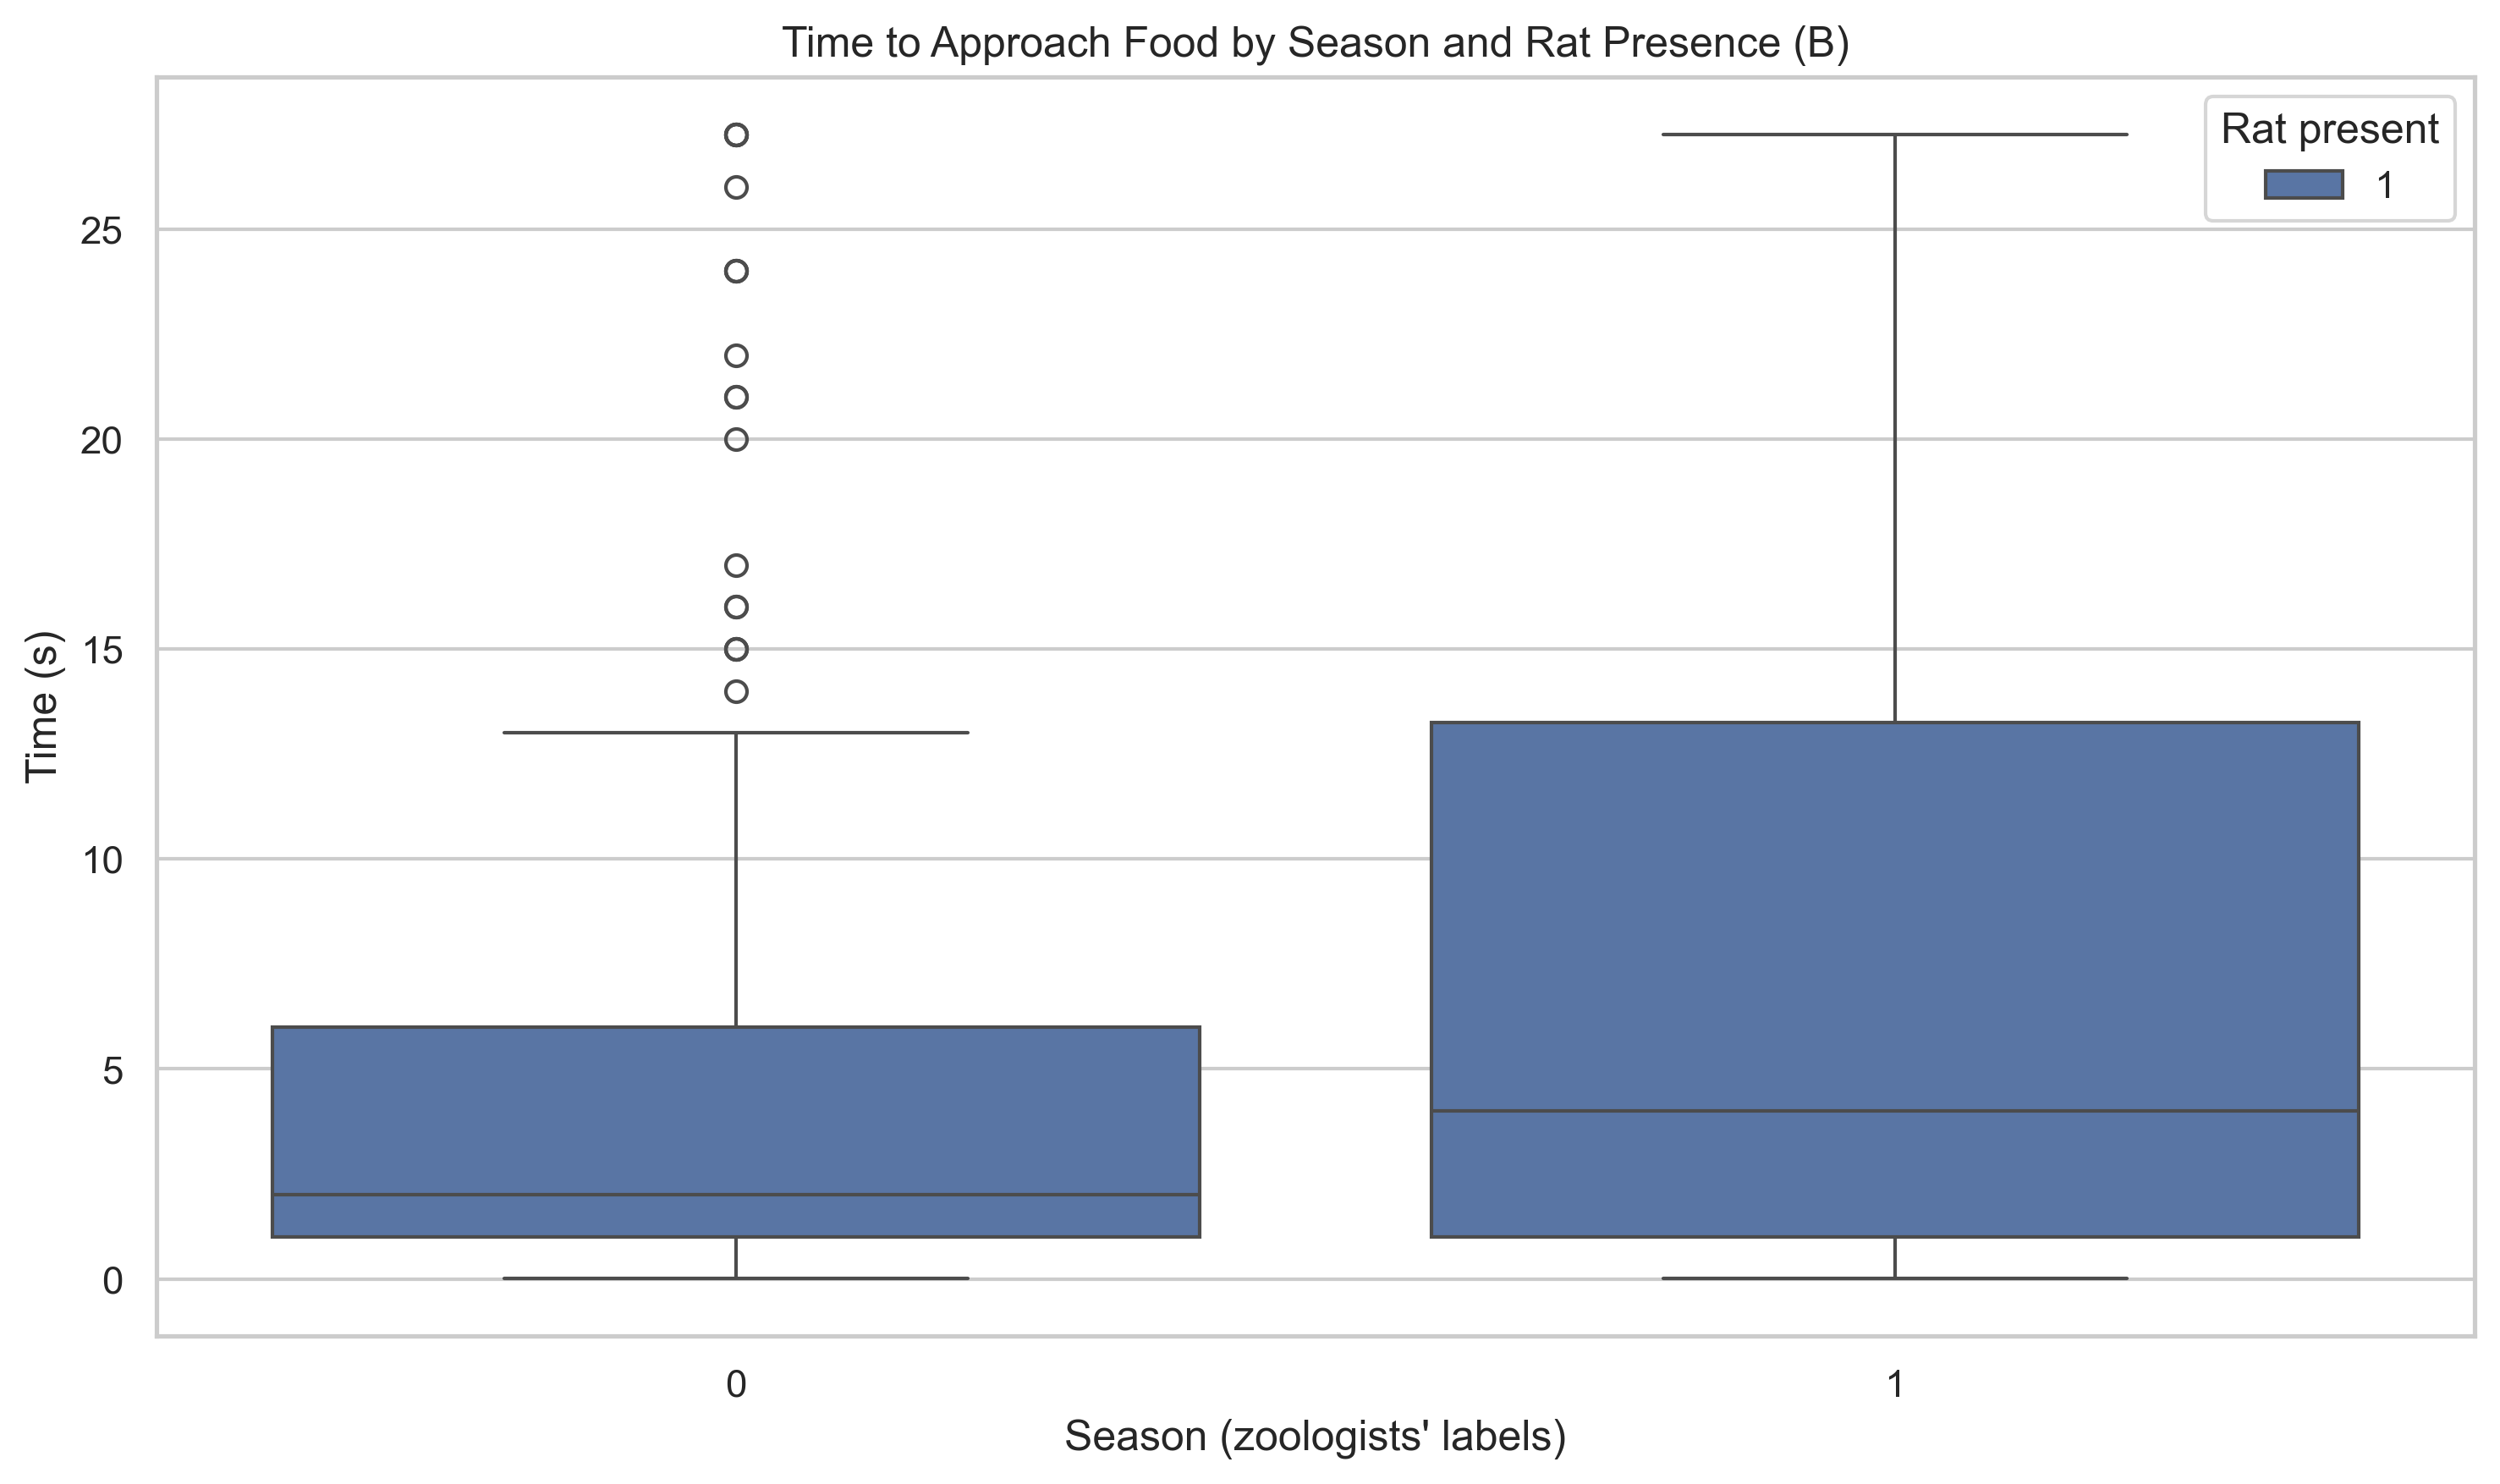 Time to Approach Food by Season and Rat Presence (B)
Rat present
1
25
20
15
10
5
0
Time (s)
0
1
Season (zoologists' labels)